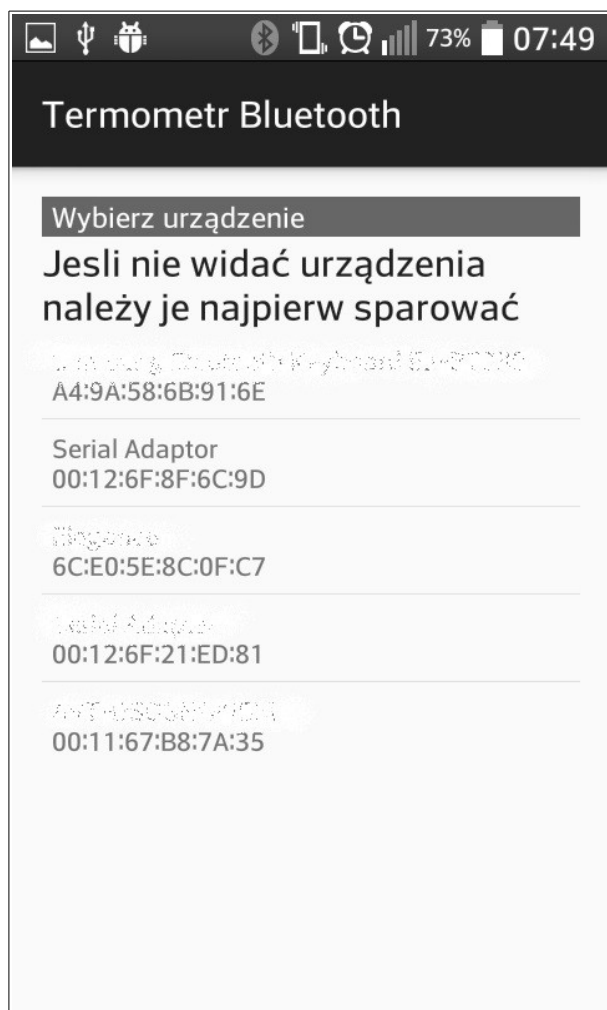 73% 07:49
Termometr Bluetooth
Wybierz urządzenie
Jesli nie widać urządzenia
należy je najpierw sparować
Keyboard
A4:9A:58:6B:91:6E
Serial Adaptor
00:12:6F:8F:6C:9D
6C:E0:5E:8C:0F:C7
00:12:6F:21:ED:81
00:11:67:B8:7A:35